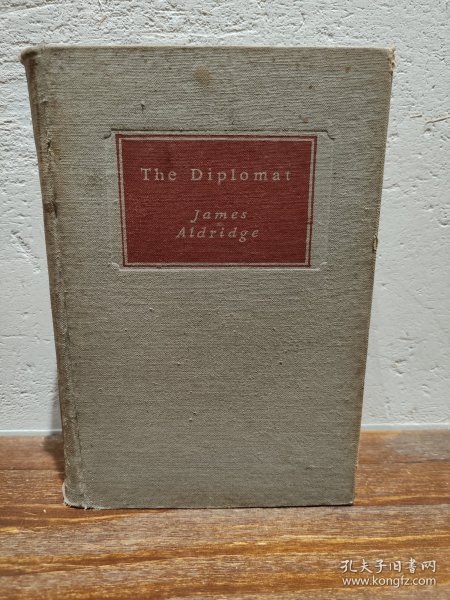 The Diplomat
James
Aldridge
孔夫子旧书网
www.kongfz.com